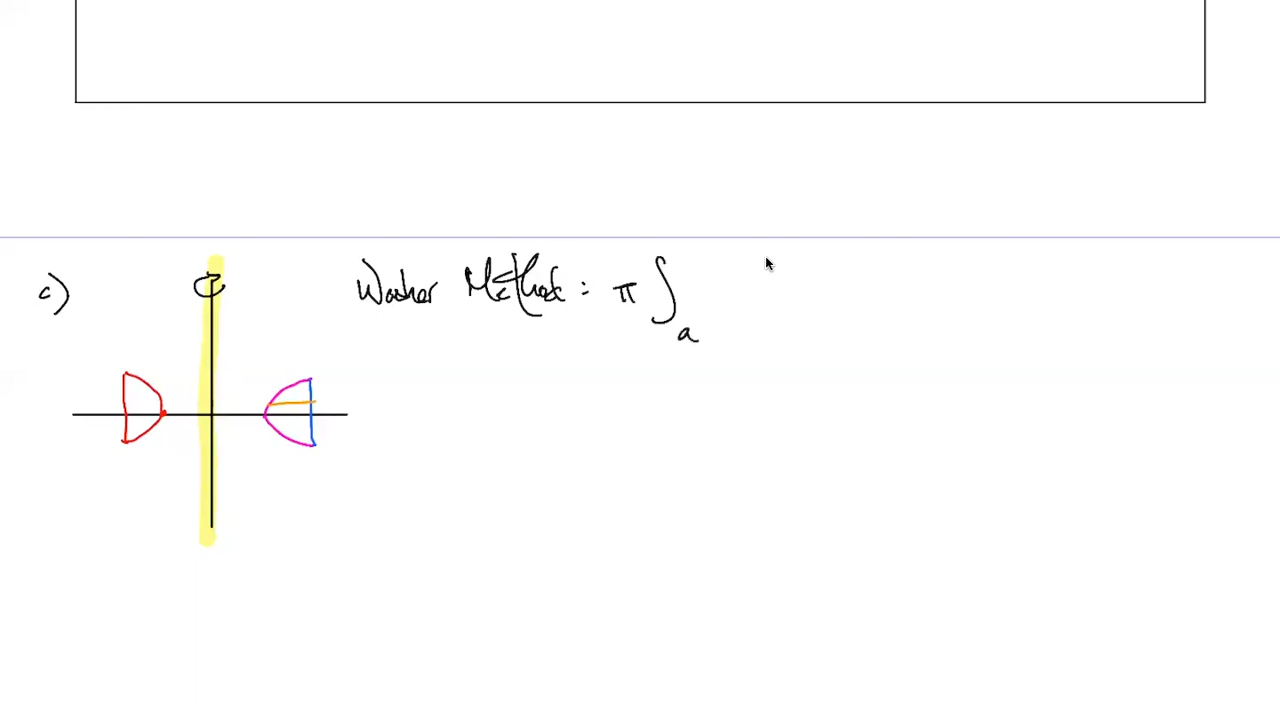 c) Washer Method : π ∫
a